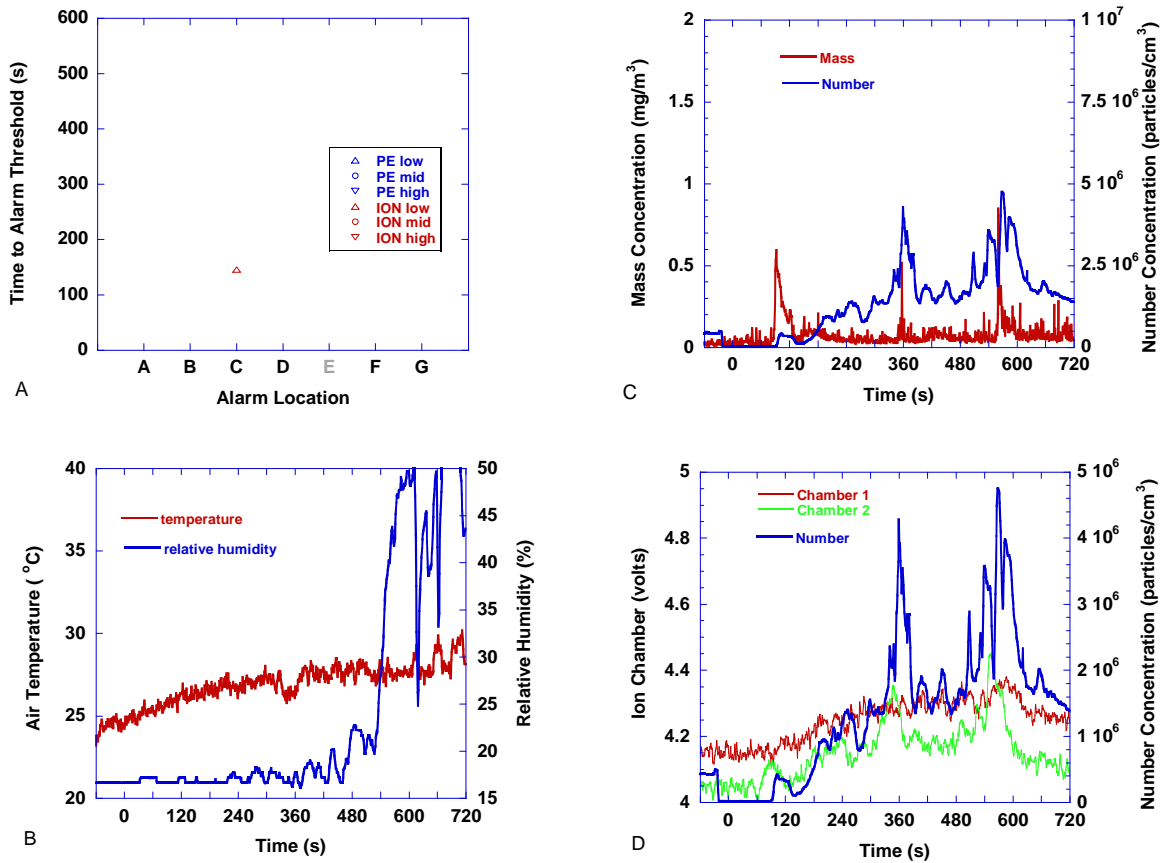 600
500
400
300
200
100
0
Time to Alarm Threshold (s)
PE low
PE mid
PE high
ION low
ION mid
ION high
A B C D E F G
Alarm Location
A
2
1.5
1
0.5
0
Mass Concentration (mg/m³)
Mass
Number
1 10⁷
7.5 10⁶
5 10⁶
2.5 10⁶
0
Number Concentration (particles/cm³)
0 120 240 360 480 600 720
Time (s)
C
40
35
30
25
20
Air Temperature ( °C)
temperature
relative humidity
50
45
40
35
30
25
20
15
Relative Humidity (%)
0 120 240 360 480 600 720
Time (s)
B
5
4.8
4.6
4.4
4.2
4
Ion Chamber (volts)
Chamber 1
Chamber 2
Number
5 10⁶
4 10⁶
3 10⁶
2 10⁶
1 10⁶
0
Number Concentration (particles/cm³)
0 120 240 360 480 600 720
Time (s)
D